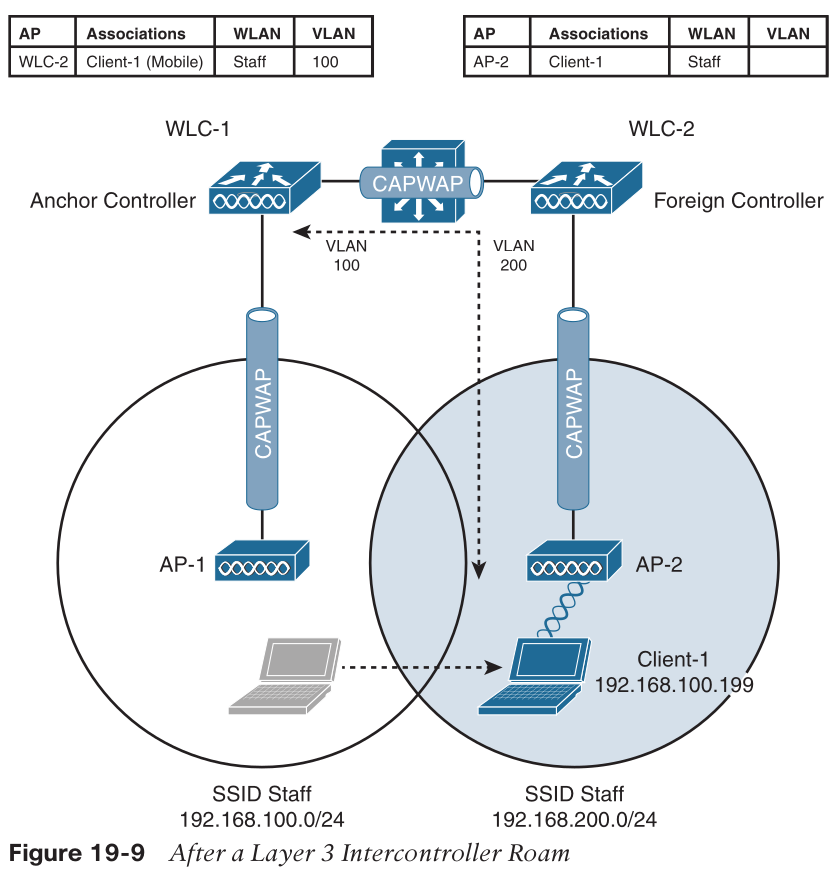 AP Associations WLAN VLAN
WLC-2 Client-1 (Mobile) Staff 100
AP Associations WLAN VLAN
AP-2 Client-1 Staff
WLC-1
WLC-2
Anchor Controller
CAPWAP
Foreign Controller
VLAN
100
VLAN
200
CAPWAP
CAPWAP
AP-1
AP-2
Client-1
192.168.100.199
SSID Staff
192.168.100.0/24
SSID Staff
192.168.200.0/24
Figure 19-9 After a Layer 3 Intercontroller Roam